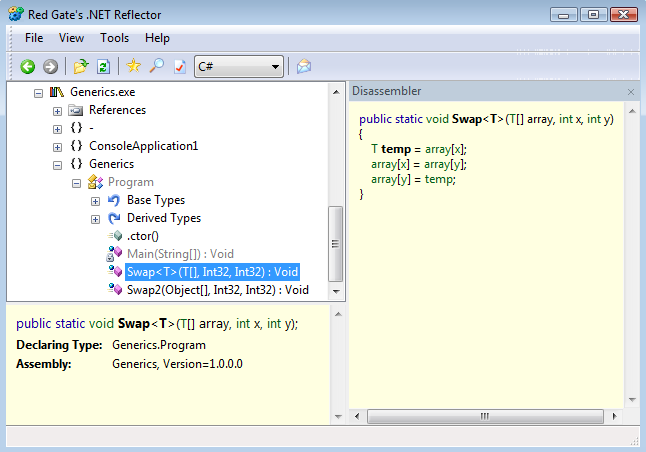 Red Gate's .NET Reflector
File View Tools Help
C#
Generics.exe
References
{ } -
{ } ConsoleApplication1
{ } Generics
Program
Base Types
Derived Types
.ctor()
Main(String[]) : Void
Swap<T>(T[], Int32, Int32) : Void
Swap2(Object[], Int32, Int32) : Void
public static void Swap<T>(T[] array, int x, int y);
Declaring Type: Generics.Program
Assembly: Generics, Version=1.0.0.0
Disassembler
public static void Swap<T>(T[] array, int x, int y)
{
T temp = array[x];
array[x] = array[y];
array[y] = temp;
}